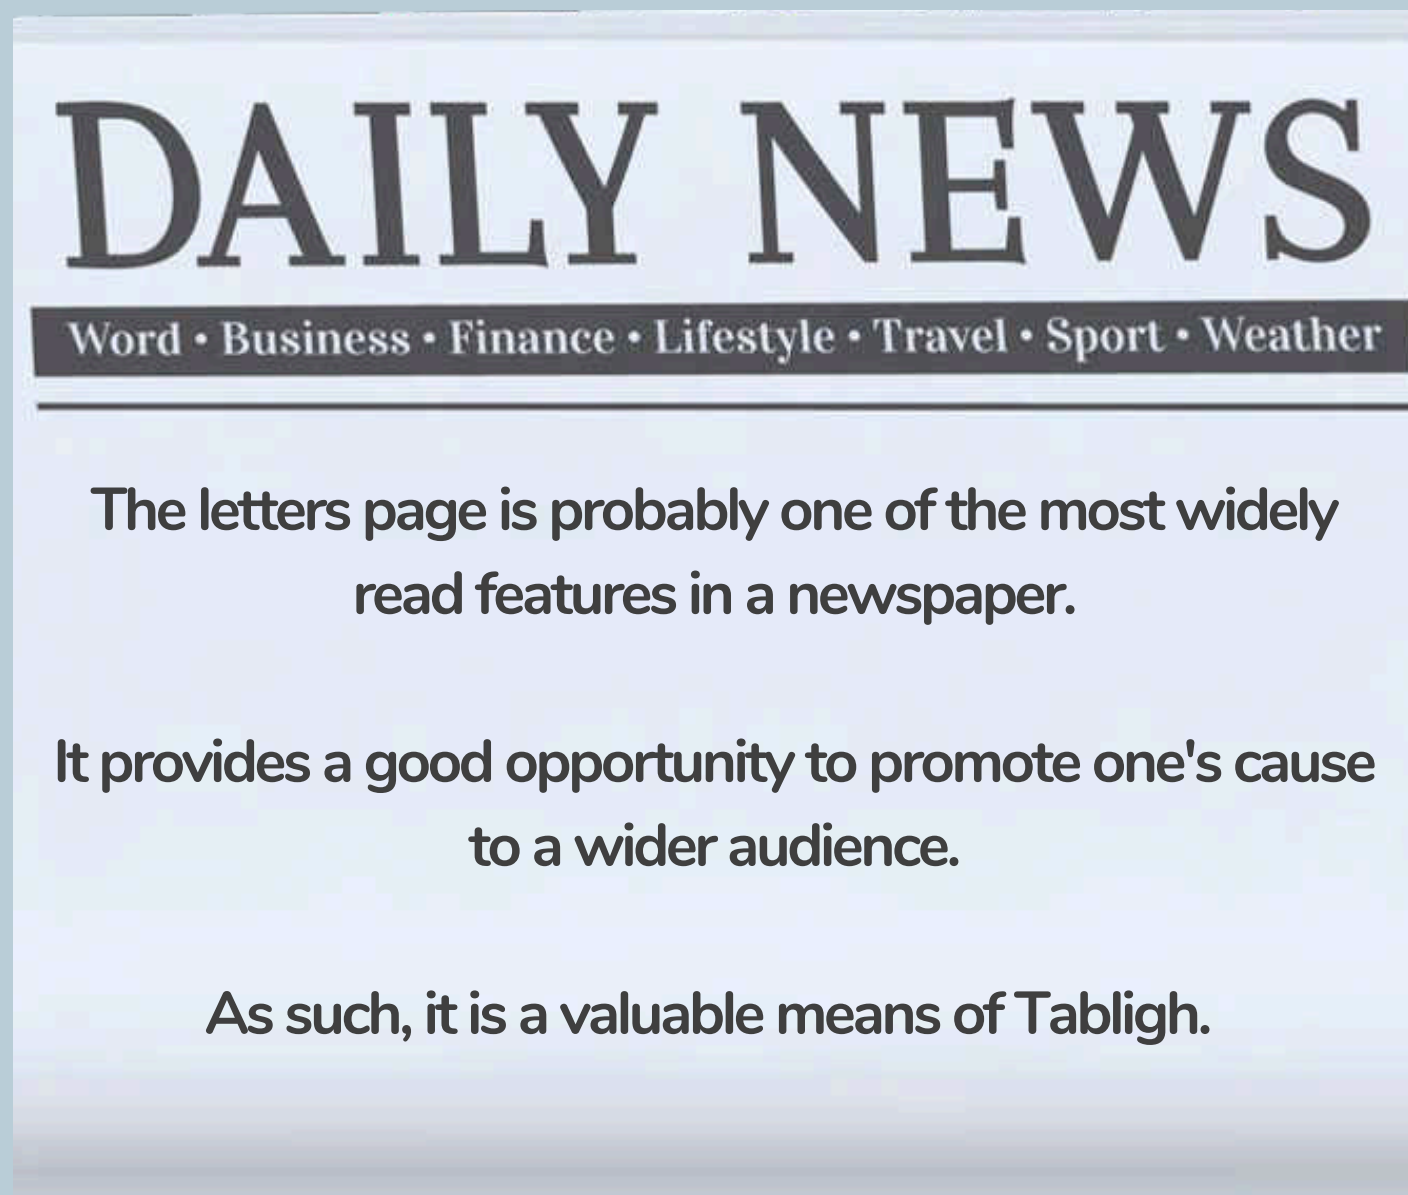 DAILY NEWS
Word • Business • Finance • Lifestyle • Travel • Sport • Weather
The letters page is probably one of the most widely
read features in a newspaper.
It provides a good opportunity to promote one's cause
to a wider audience.
As such, it is a valuable means of Tabligh.